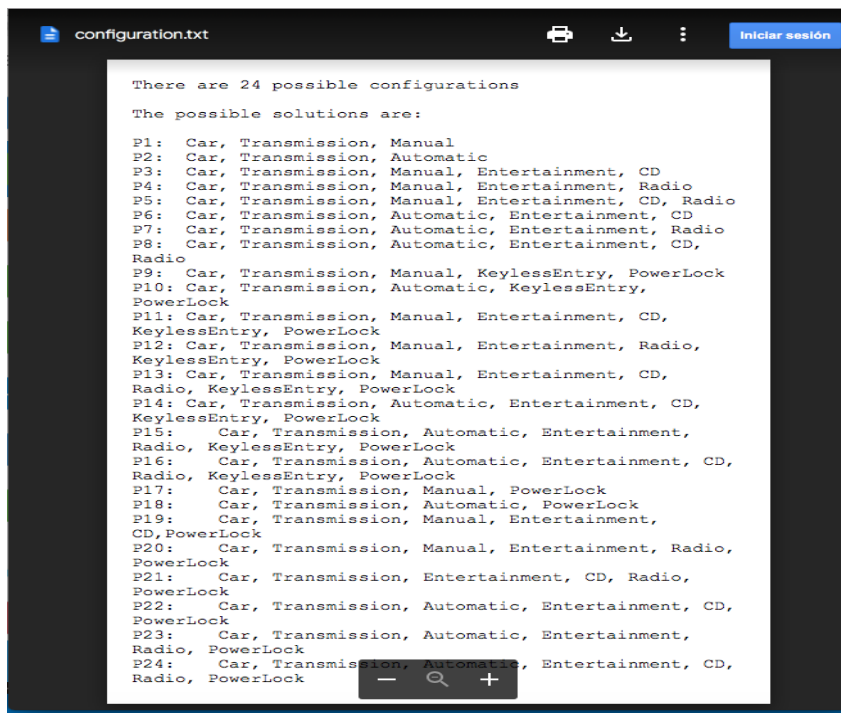 configuration.txt
Iniciar sesión
There are 24 possible configurations
The possible solutions are:
P1: Car, Transmission, Manual
P2: Car, Transmission, Automatic
P3: Car, Transmission, Manual, Entertainment, CD
P4: Car, Transmission, Manual, Entertainment, Radio
P5: Car, Transmission, Manual, Entertainment, CD, Radio
P6: Car, Transmission, Automatic, Entertainment, CD
P7: Car, Transmission, Automatic, Entertainment, Radio
P8: Car, Transmission, Automatic, Entertainment, CD,
Radio
P9: Car, Transmission, Manual, KeylessEntry, PowerLock
P10: Car, Transmission, Automatic, KeylessEntry,
PowerLock
P11: Car, Transmission, Manual, Entertainment, CD,
KeylessEntry, PowerLock
P12: Car, Transmission, Manual, Entertainment, Radio,
KeylessEntry, PowerLock
P13: Car, Transmission, Manual, Entertainment, CD,
Radio, KeylessEntry, PowerLock
P14: Car, Transmission, Automatic, Entertainment, CD,
KeylessEntry, PowerLock
P15: Car, Transmission, Automatic, Entertainment,
Radio, KeylessEntry, PowerLock
P16: Car, Transmission, Automatic, Entertainment, CD,
Radio, KeylessEntry, PowerLock
P17: Car, Transmission, Manual, PowerLock
P18: Car, Transmission, Automatic, PowerLock
P19: Car, Transmission, Manual, Entertainment,
CD,PowerLock
P20: Car, Transmission, Manual, Entertainment, Radio,
PowerLock
P21: Car, Transmission, Entertainment, CD, Radio,
PowerLock
P22: Car, Transmission, Automatic, Entertainment, CD,
PowerLock
P23: Car, Transmission, Automatic, Entertainment,
Radio, PowerLock
P24: Car, Transmission, Automatic, Entertainment, CD,
Radio, PowerLock